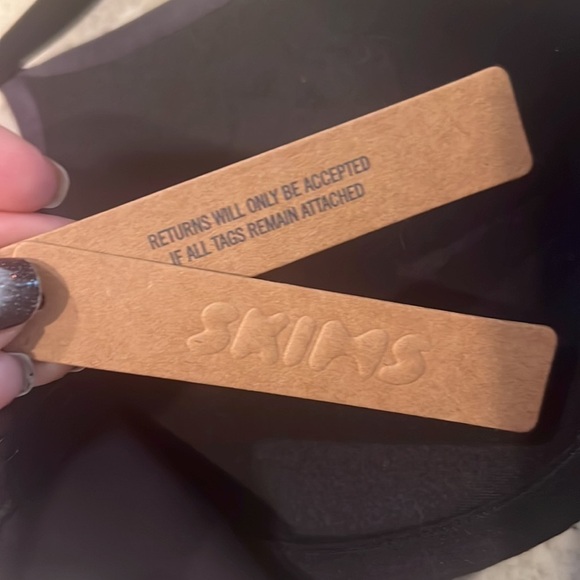 RETURNS WILL ONLY BE ACCEPTED
IF ALL TAGS REMAIN ATTACHED
SKIMS